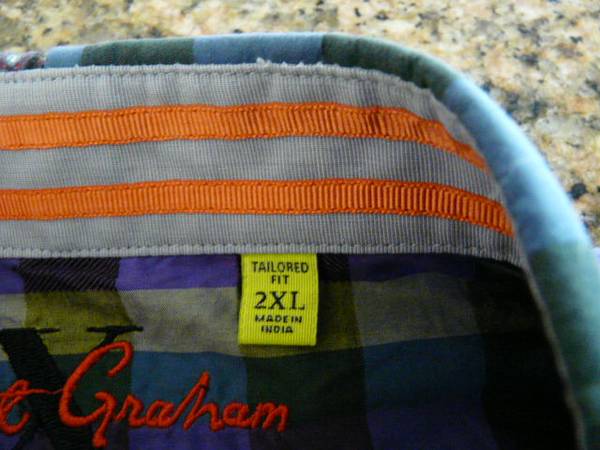 TAILORED
FIT
2XL
MADE IN
INDIA
X
Graham